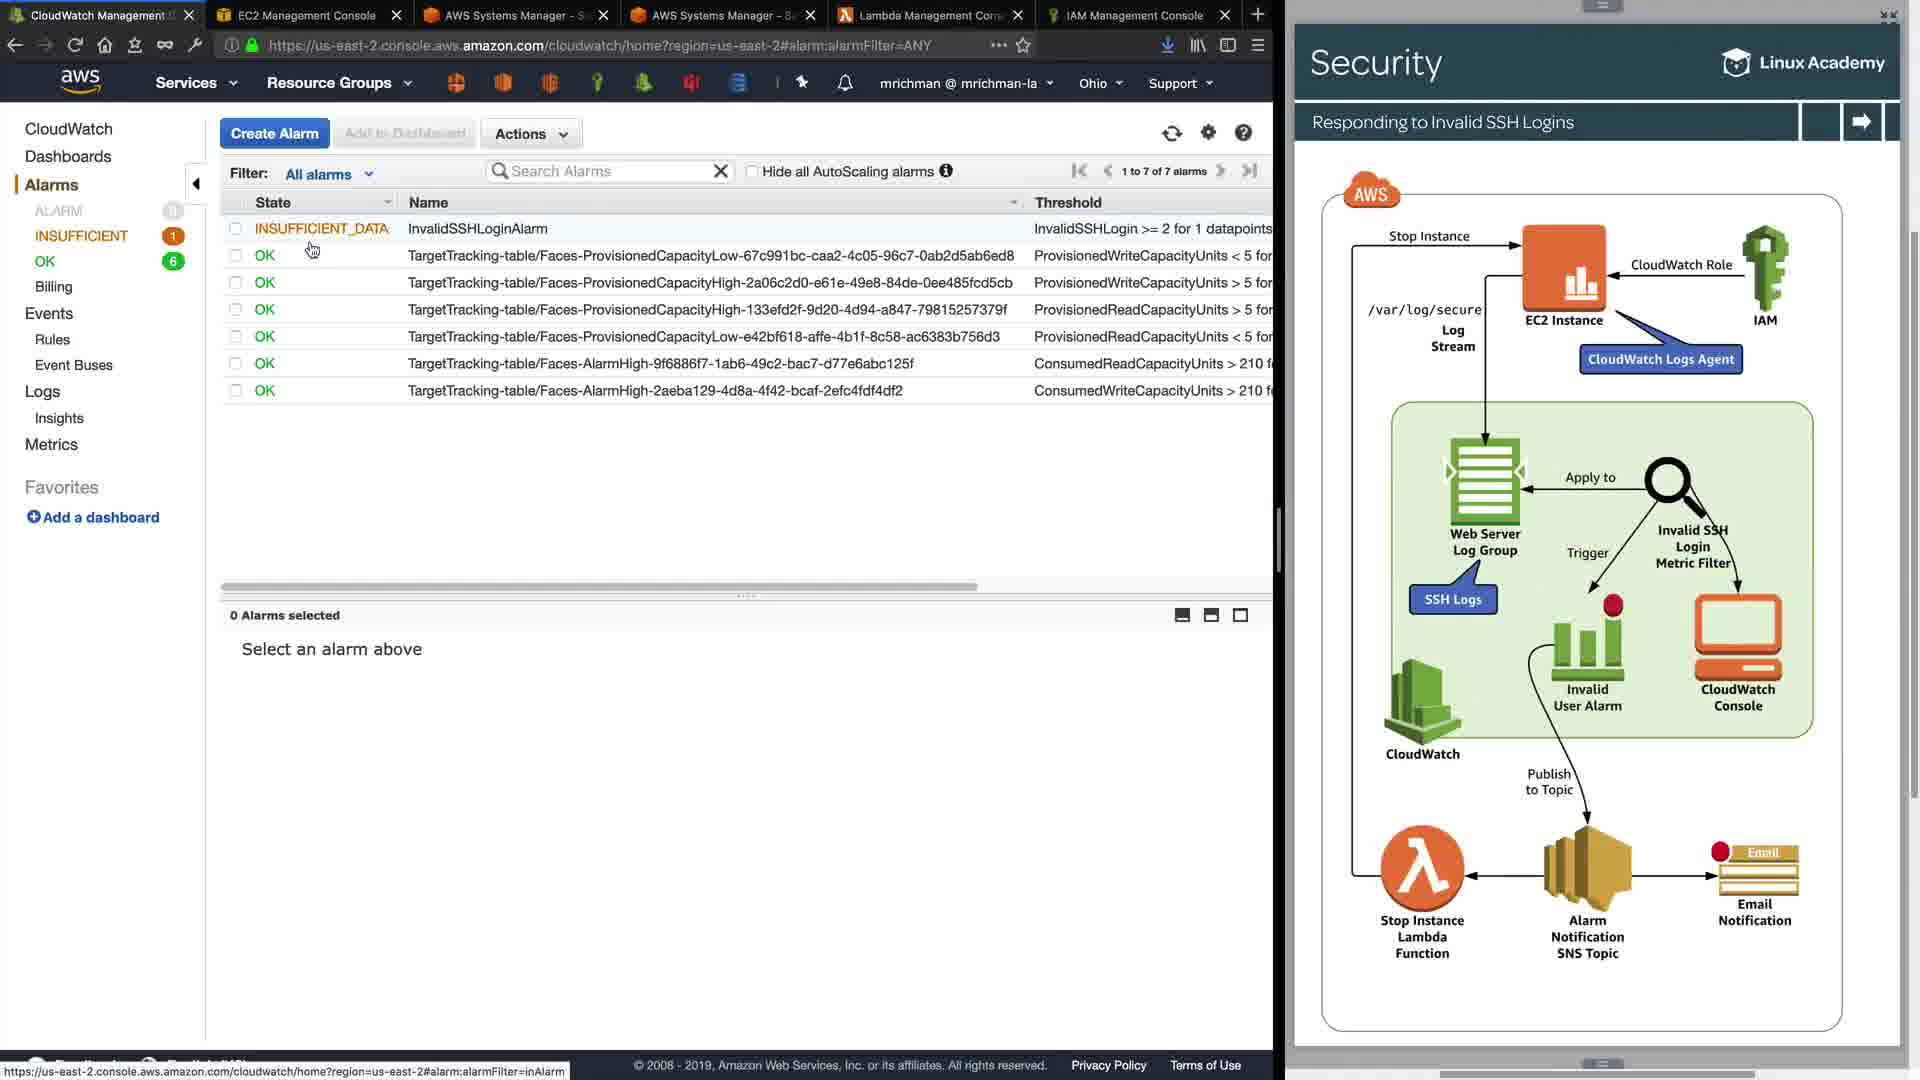 CloudWatch Management C
EC2 Management Console
AWS Systems Manager - S
AWS Systems Manager - S
Lambda Management Con
IAM Management Console
https://us-east-2.console.aws.amazon.com/cloudwatch/home?region=us-east-2#alarm:alarmFilter=ANY
aws
Services
Resource Groups
mrichman @ mrichman-la
Ohio
Support
CloudWatch
Dashboards
Alarms
ALARM
0
INSUFFICIENT
1
OK
6
Billing
Events
Rules
Event Buses
Logs
Insights
Metrics
Favorites
Add a dashboard
Create Alarm
Add to Dashboard
Actions
Filter:
All alarms
Search Alarms
Hide all AutoScaling alarms
1 to 7 of 7 alarms
State
Name
Threshold
INSUFFICIENT_DATA
InvalidSSHLoginAlarm
InvalidSSHLogin >= 2 for 1 datapoints
OK
TargetTracking-table/Faces-ProvisionedCapacityLow-67c991bc-caa2-4c05-96c7-0ab2d5ab6ed8
ProvisionedWriteCapacityUnits < 5 for
OK
TargetTracking-table/Faces-ProvisionedCapacityHigh-2a06c2d0-e61e-49e8-84de-0ee485fcd5cb
ProvisionedWriteCapacityUnits > 5 for
OK
TargetTracking-table/Faces-ProvisionedCapacityHigh-133efd2f-9d20-4d94-a847-79815257379f
ProvisionedReadCapacityUnits > 5 for
OK
TargetTracking-table/Faces-ProvisionedCapacityLow-e42bf618-affe-4b1f-8c58-ac6383b756d3
ProvisionedReadCapacityUnits < 5 for
OK
TargetTracking-table/Faces-AlarmHigh-9f6886f7-1ab6-49c2-bac7-d77e6abc125f
ConsumedReadCapacityUnits > 210 f
OK
TargetTracking-table/Faces-AlarmHigh-2aeba129-4d8a-4f42-bcaf-2efc4fdf4df2
ConsumedWriteCapacityUnits > 210
0 Alarms selected
Select an alarm above
https://us-east-2.console.aws.amazon.com/cloudwatch/home?region=us-east-2#alarm:alarmFilter=inAlarm
© 2008 - 2019, Amazon Web Services, Inc. or its affiliates. All rights reserved.
Privacy Policy
Terms of Use
Security
Linux Academy
Responding to Invalid SSH Logins
AWS
Stop Instance
CloudWatch Role
EC2 Instance
IAM
/var/log/secure
Log
Stream
CloudWatch Logs Agent
Apply to
Web Server
Log Group
Invalid SSH
Login
Metric Filter
Trigger
SSH Logs
Invalid
User Alarm
CloudWatch
Console
CloudWatch
Publish
to Topic
Email
Stop Instance
Lambda
Function
Alarm
Notification
SNS Topic
Email
Notification